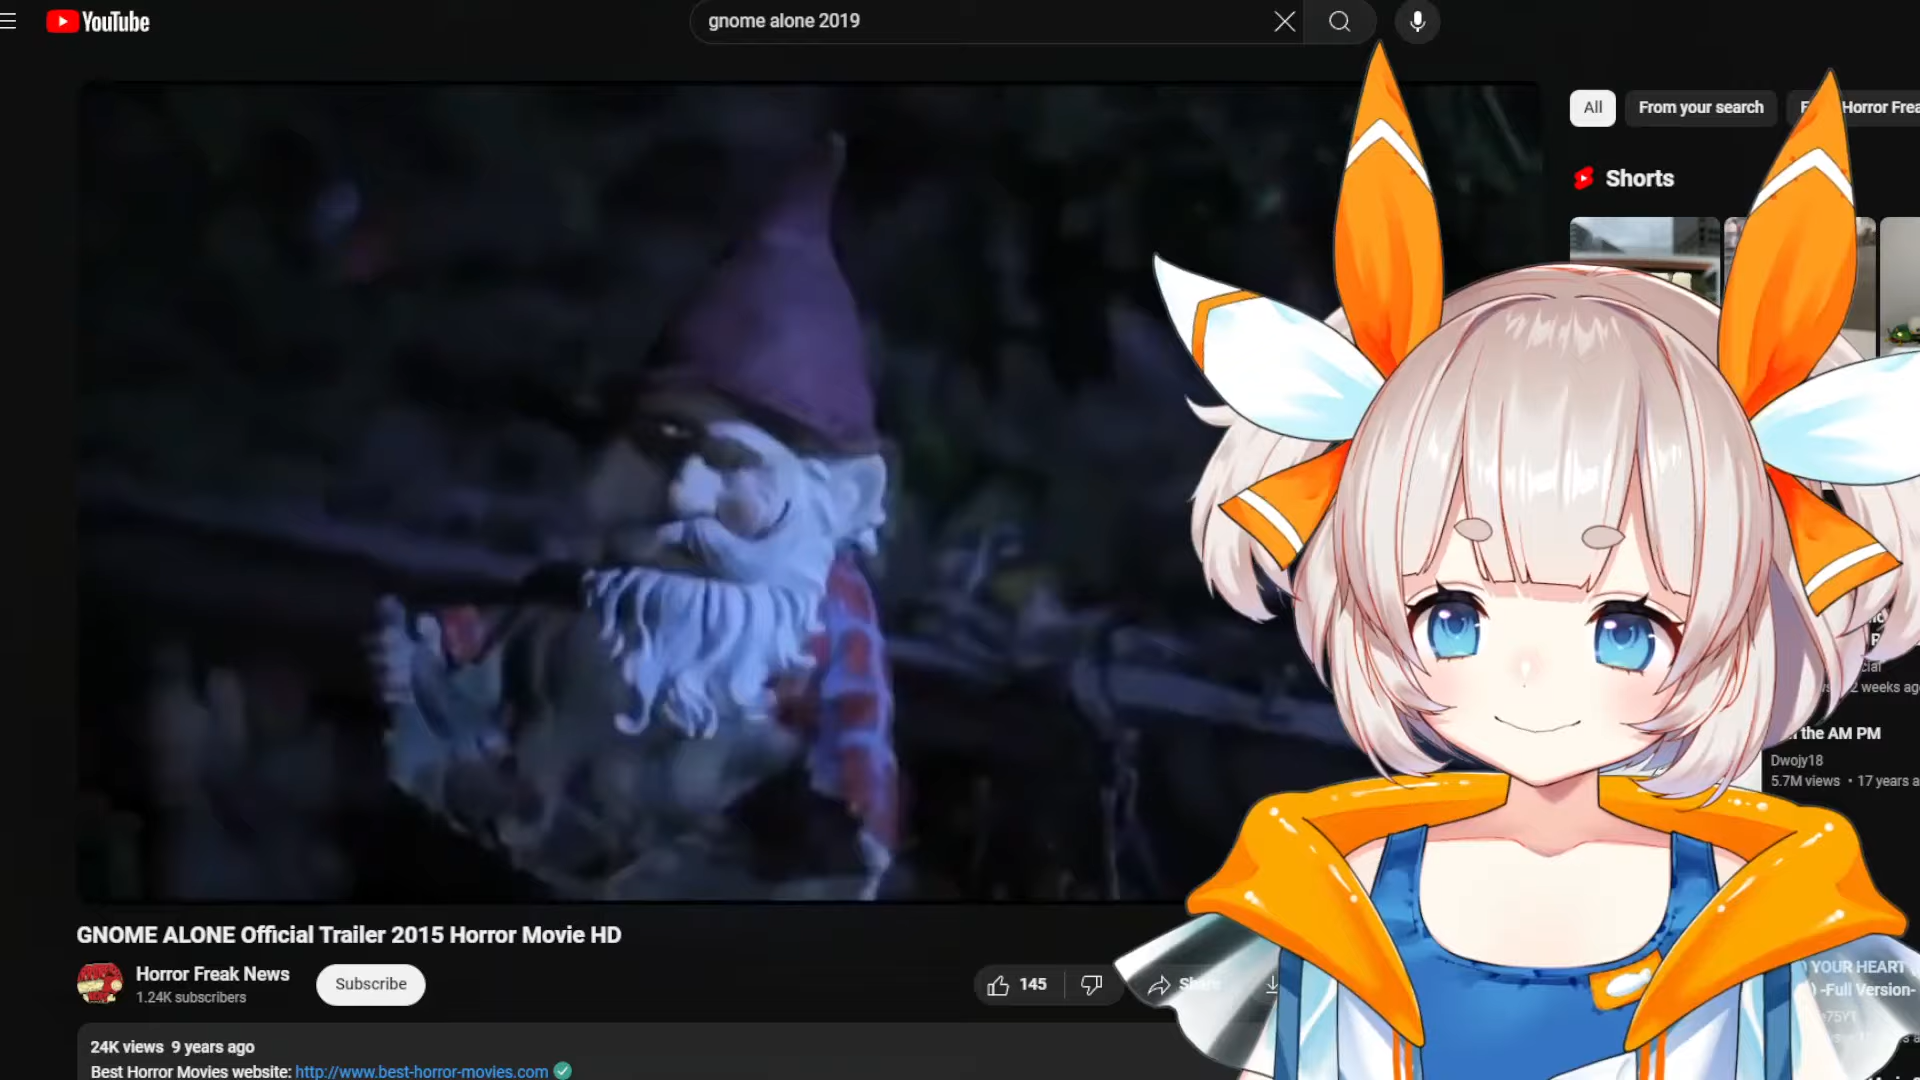 YouTube
gnome alone 2019
All
From your search
Horror Frea
Shorts
2 weeks ago
the AM PM
Dwojy18
5.7M views • 17 years a
GNOME ALONE Official Trailer 2015 Horror Movie HD
Horror Freak News
1.24K subscribers
Subscribe
145
Share
YOUR HEART
-Full Version-
24K views 9 years ago
Best Horror Movies website: http://www.best-horror-movies.com